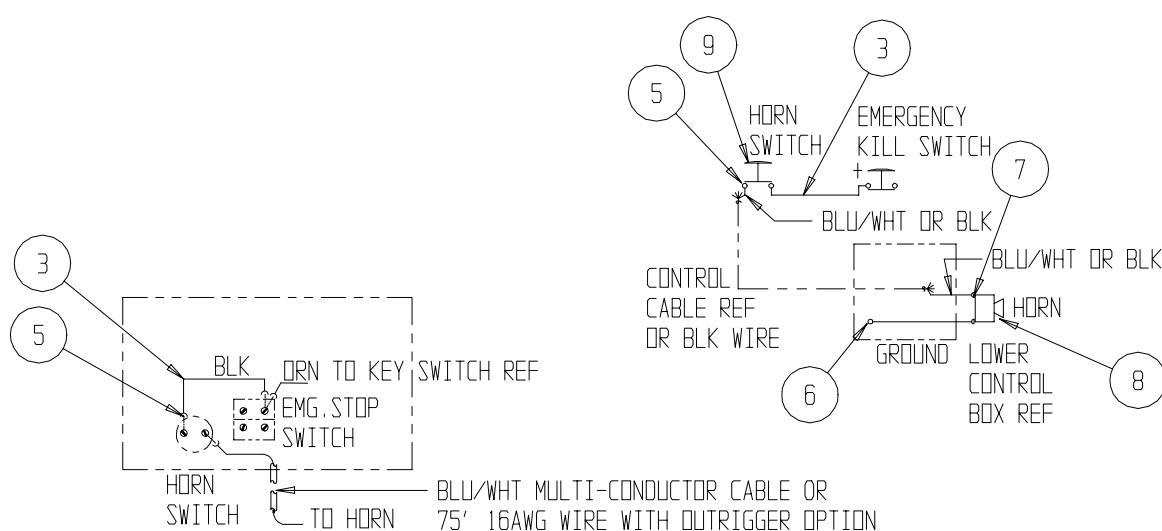 9
3
5
HORN
SWITCH
EMERGENCY
KILL SWITCH
+
7
BLU/WHT OR BLK
BLU/WHT OR BLK
CONTROL
CABLE REF
OR BLK WIRE
HORN
GROUND
LOWER
CONTROL
BOX REF
6
8
3
5
BLK
ORN TO KEY SWITCH REF
EMG.STOP
SWITCH
HORN
SWITCH
TO HORN
BLU/WHT MULTI-CONDUCTOR CABLE OR
75' 16AWG WIRE WITH OUTRIGGER OPTION